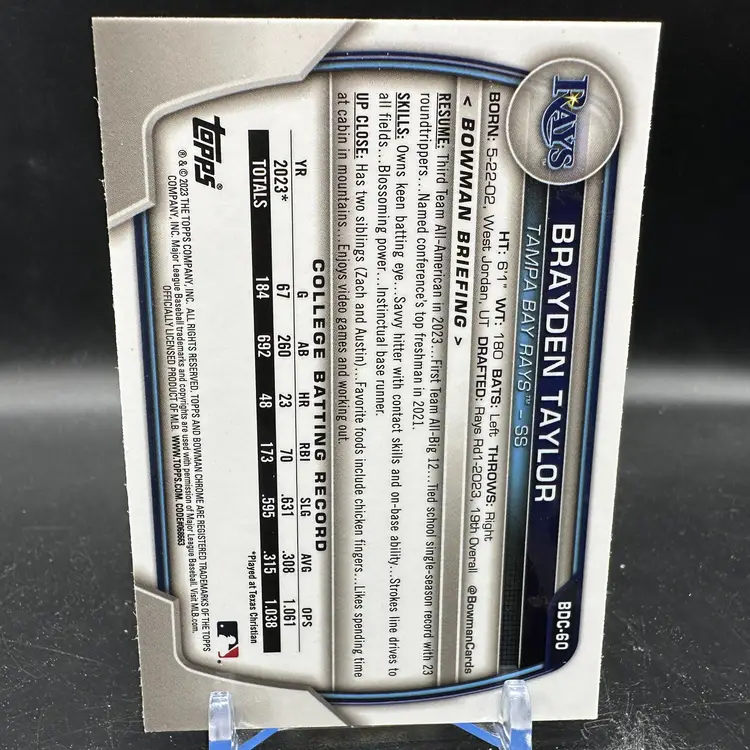 RAYS
BRAYDEN TAYLOR
BDC-60
TAMPA BAY RAYS™ – SS
HT: 6'1" WT: 180 BATS: Left THROWS: Right
BORN: 5-22-02, West Jordan, UT DRAFTED: Rays Rd1-2023, 19th Overall
< BOWMAN BRIEFING > @BowmanCards
RESUME: Third Team All-American in 2023...First Team All-Big 12...Tied school single-season record with 23
roundtrippers...Named conference's top freshman in 2021.
SKILLS: Owns keen batting eye...Savvy hitter with contact skills and on-base ability...Strokes line drives to
all fields...Blossoming power...Instinctual base runner.
UP CLOSE: Has two siblings (Zach and Austin)...Favorite foods include chicken fingers...Likes spending time
at cabin in mountains...Enjoys video games and working out.
COLLEGE BATTING RECORD
YR G AB HR RBI SLG AVG OPS
2023* 67 260 23 70 .631 .308 1.061
TOTALS 184 692 48 173 .595 .315 1.038
*Played at Texas Christian
topps®
® & © 2023 THE TOPPS COMPANY, INC. ALL RIGHTS RESERVED. TOPPS AND BOWMAN CHROME ARE REGISTERED TRADEMARKS OF THE TOPPS
COMPANY, INC. Major League Baseball trademarks and copyrights are used with permission of Major League Baseball. Visit MLB.com.
OFFICIALLY LICENSED PRODUCT OF MLB. WWW.TOPPS.COM. CODE#